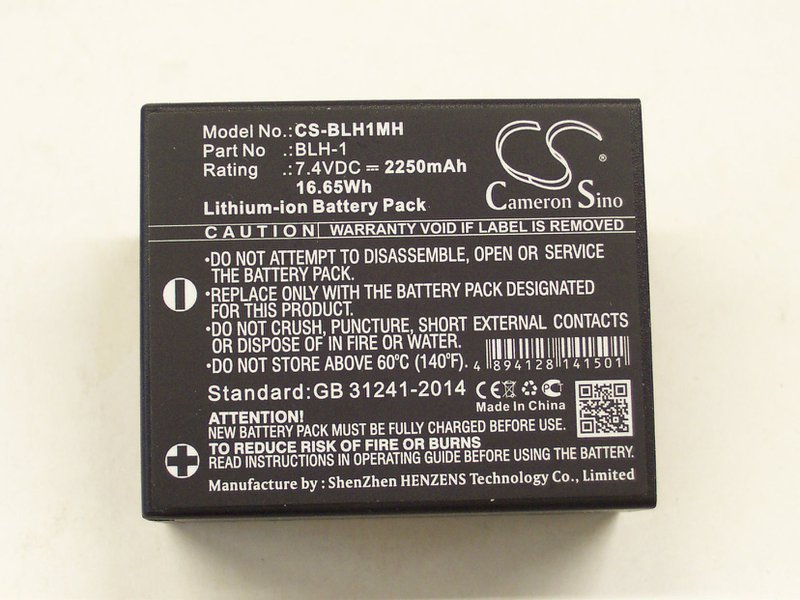 Model No.:CS-BLH1MH
Part No :BLH-1
Rating :7.4VDC⎓2250mAh
16.65Wh
Lithium-ion Battery Pack
CS®
Cameron Sino
CAUTION WARRANTY VOID IF LABEL IS REMOVED
•DO NOT ATTEMPT TO DISASSEMBLE, OPEN OR SERVICE
THE BATTERY PACK.
•REPLACE ONLY WITH THE BATTERY PACK DESIGNATED
FOR THIS PRODUCT.
•DO NOT CRUSH, PUNCTURE, SHORT EXTERNAL CONTACTS
OR DISPOSE OF IN FIRE OR WATER.
•DO NOT STORE ABOVE 60°C (140°F).
4 894128 141501
Standard:GB 31241-2014
CE
Made In China
ATTENTION!
NEW BATTERY PACK MUST BE FULLY CHARGED BEFORE USE.
TO REDUCE RISK OF FIRE OR BURNS
READ INSTRUCTIONS IN OPERATING GUIDE BEFORE USING THE BATTERY.
Manufacture by : ShenZhen HENZENS Technology Co., Limited